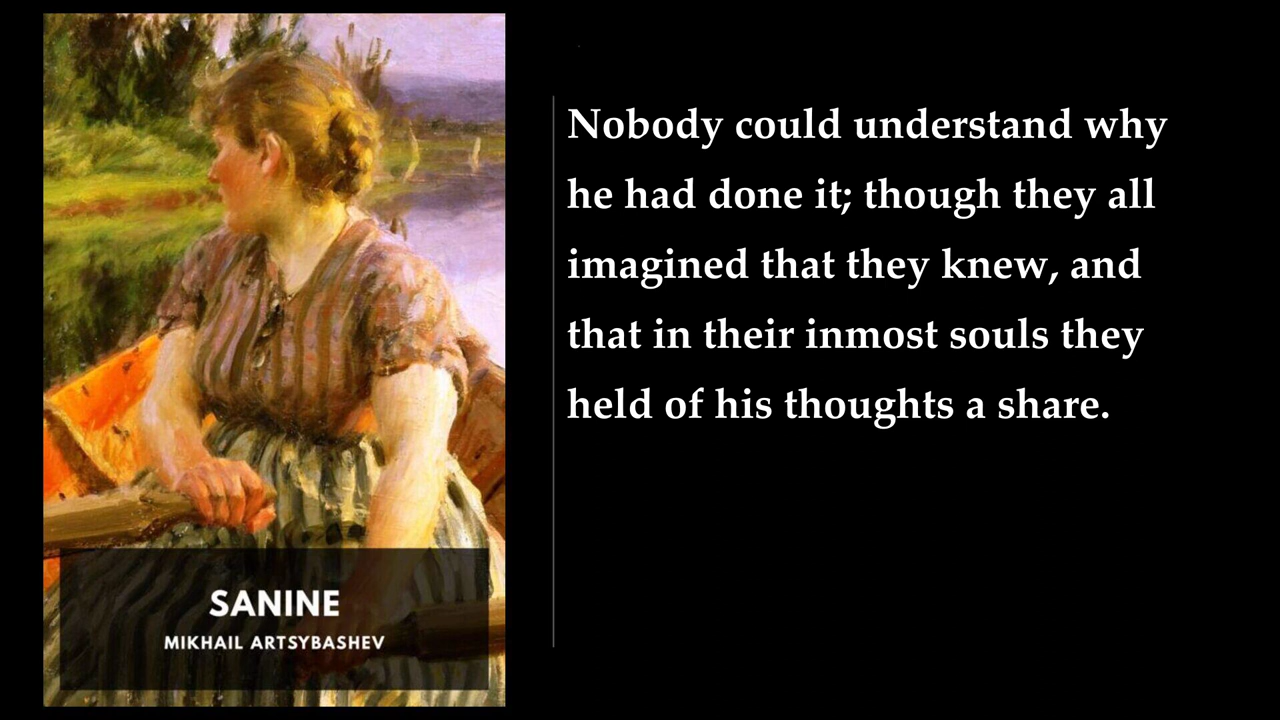 SANINE
MIKHAIL ARTSYBASHEV
Nobody could understand why
he had done it; though they all
imagined that they knew, and
that in their inmost souls they
held of his thoughts a share.